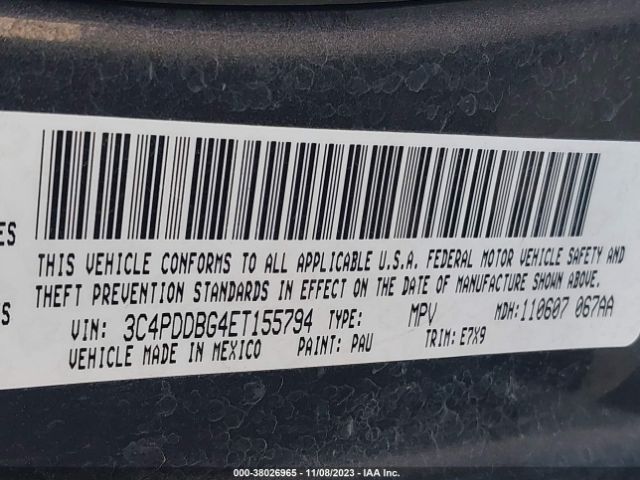 THIS VEHICLE CONFORMS TO ALL APPLICABLE U.S.A. FEDERAL MOTOR VEHICLE SAFETY AND
THEFT PREVENTION STANDARDS IN EFFECT ON THE DATE OF MANUFACTURE SHOWN ABOVE.
ES
S
VIN: 3C4PDDBG4ET155794 TYPE: MPV MDH: 110607 067AA
VEHICLE MADE IN MEXICO PAINT: PAU TRIM: E7X9
000-38026965 - 11/08/2023 - IAA Inc.